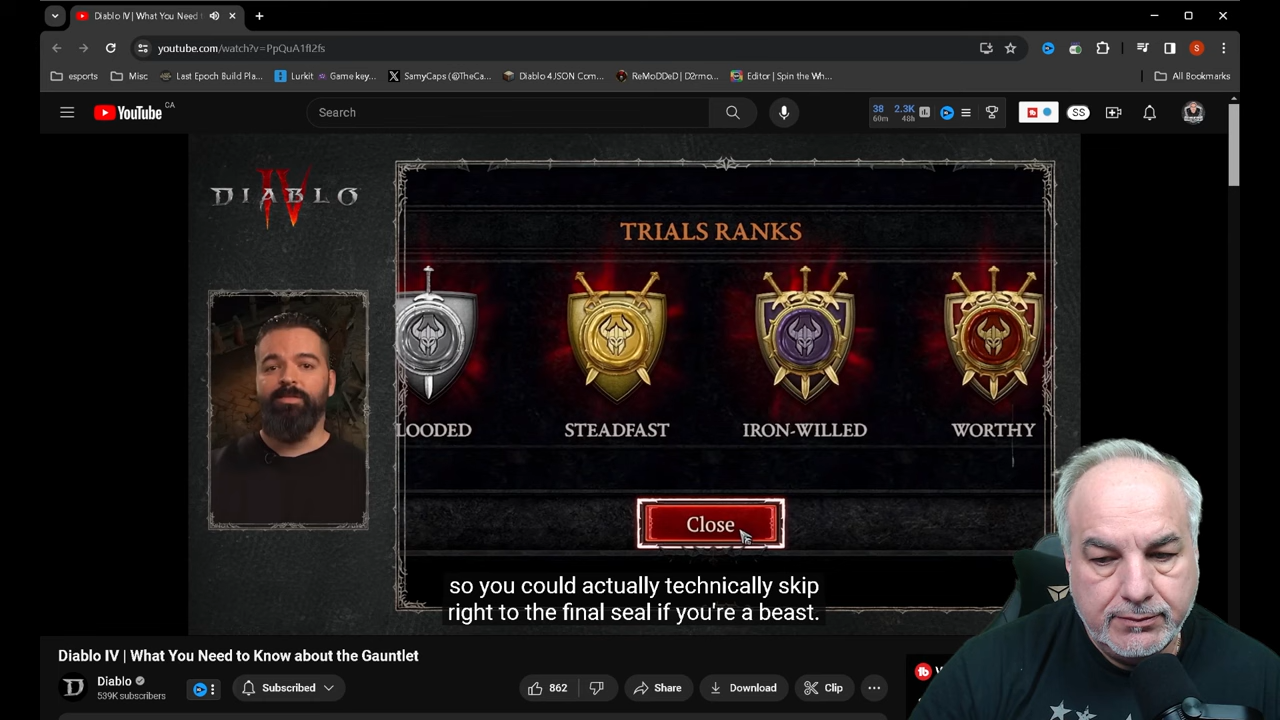 Diablo IV | What You Need
youtube.com/watch?v=PpQuA1fI2fs
esports
Misc
Last Epoch Build Pla...
Lurkit
Game key...
SamyCaps (@TheCa...
Diablo 4JSON Com...
ReMoDDeD | D2rmo...
Editor | Spin the Wh...
All Bookmarks
YouTube CA
Search
38 2.3K
60m 48h
SS
S
DIABLO IV
TRIALS RANKS
LOODED STEADFAST IRON-WILLED WORTHY
Close
so you could actually technically skip
right to the final seal if you're a beast.
Diablo IV | What You Need to Know about the Gauntlet
Diablo
539K subscribers
Subscribed
862
Share
Download
Clip